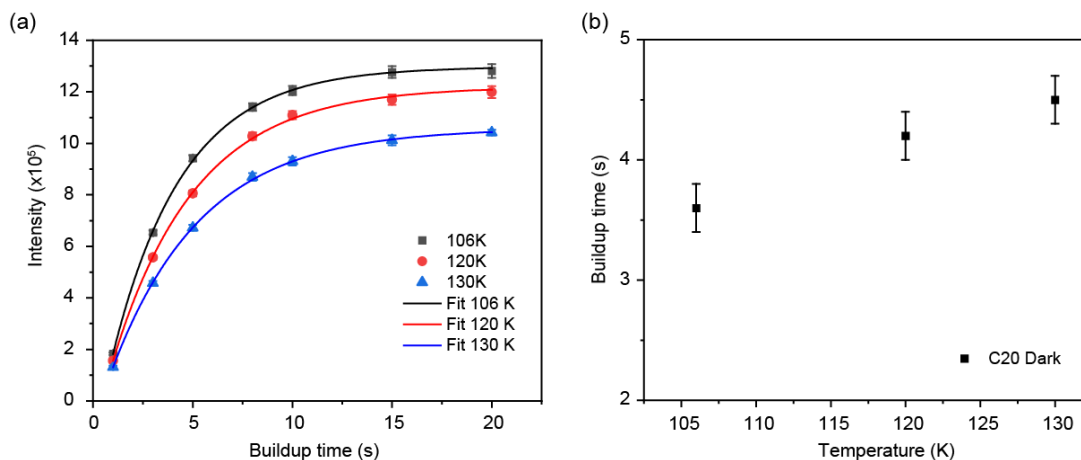 (a)
14
12
10
8
6
4
2
0
Intensity (x10⁵)
0 5 10 15 20
Buildup time (s)
106K
120K
130K
Fit 106 K
Fit 120 K
Fit 130 K
(b)
5
4
3
2
Buildup time (s)
105 110 115 120 125 130
Temperature (K)
C20 Dark